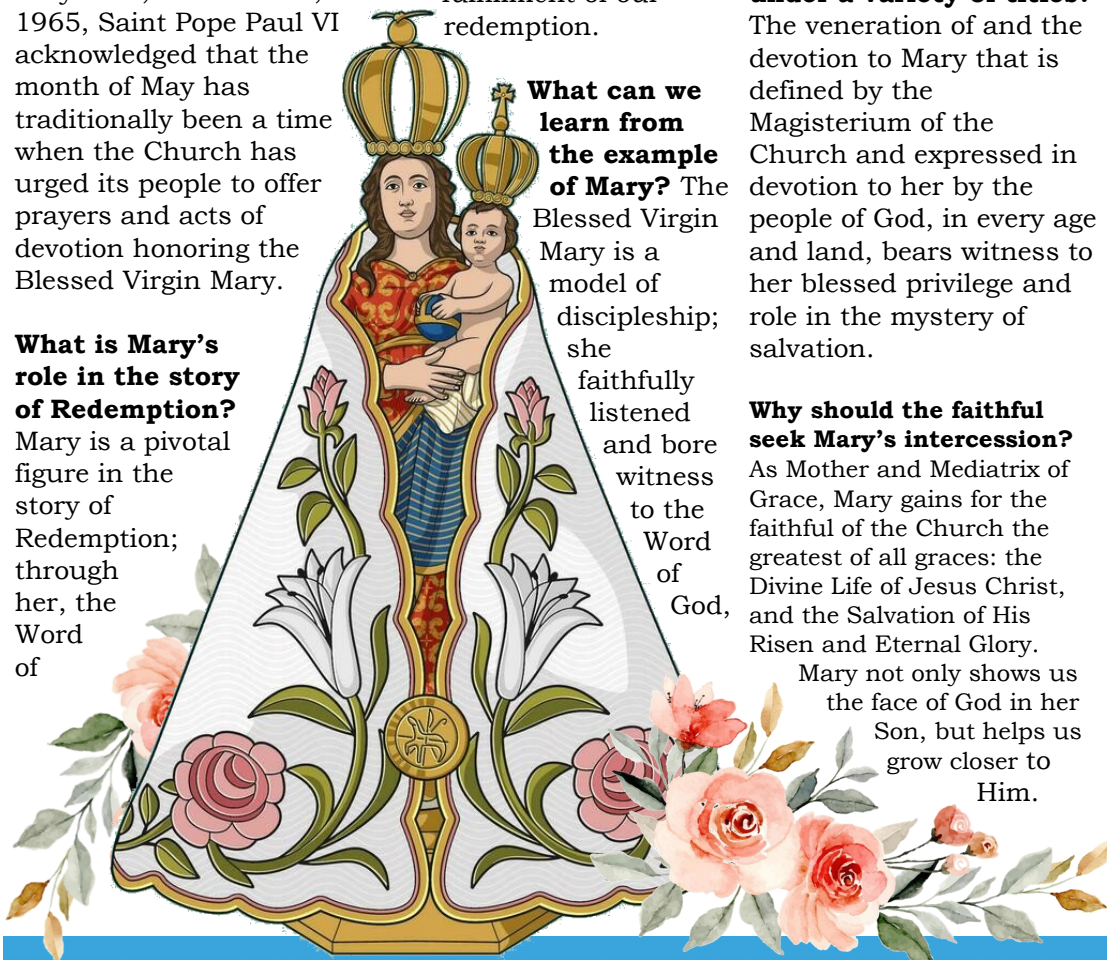 1965, Saint Pope Paul VI
acknowledged that the
month of May has
traditionally been a time
when the Church has
urged its people to offer
prayers and acts of
devotion honoring the
Blessed Virgin Mary.
What is Mary’s
role in the story
of Redemption?
Mary is a pivotal
figure in the
story of
Redemption;
through
her, the
Word
of
of our
redemption.
What can we
learn from
the example
of Mary? The
Blessed Virgin
Mary is a
model of
discipleship;
she
faithfully
listened
and bore
witness
to the
Word
of
God,
under a variety of titles?
The veneration of and the
devotion to Mary that is
defined by the
Magisterium of the
Church and expressed in
devotion to her by the
people of God, in every age
and land, bears witness to
her blessed privilege and
role in the mystery of
salvation.
Why should the faithful
seek Mary’s intercession?
As Mother and Mediatrix of
Grace, Mary gains for the
faithful of the Church the
greatest of all graces: the
Divine Life of Jesus Christ,
and the Salvation of His
Risen and Eternal Glory.
Mary not only shows us
the face of God in her
Son, but helps us
grow closer to
Him.